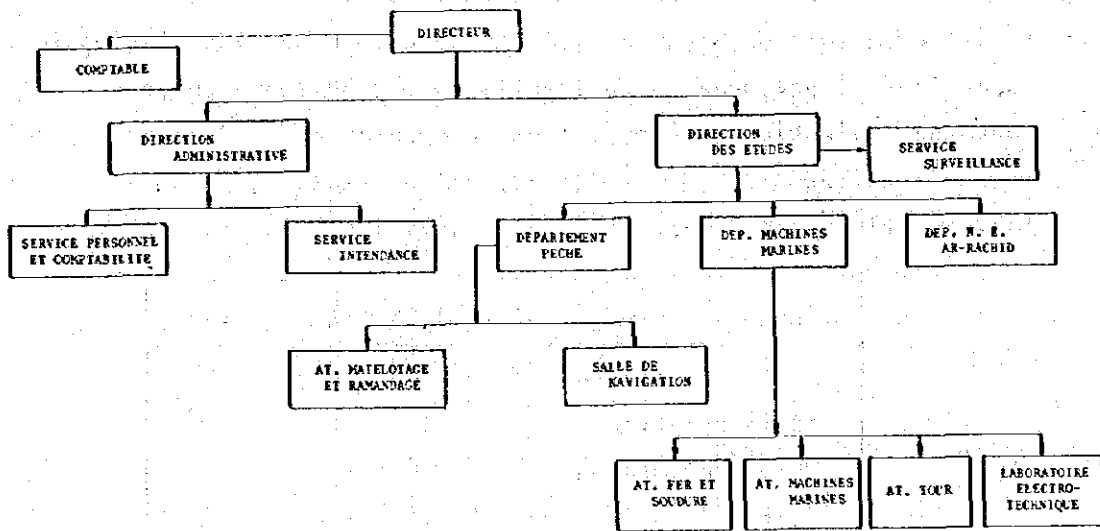 DIRECTEUR
COMPTABLE
DIRECTION
ADMINISTRATIVE
DIRECTION
DES ETUDES
SERVICE
SURVEILLANCE
SERVICE PERSONNEL
ET COMPTABILITE
SERVICE
INTENDANCE
DEPARTEMENT
PECHE
DEP. MACHINES
MARINES
DEP. N. E.
AR-RACHID
AT. MATELOTAGE
ET RAMANDAGE
SALLE DE
NAVIGATION
AT. FER ET
SOUDURE
AT. MACHINES
MARINES
AT. TOUR
LABORATOIRE
ELECTRO-
TECHNIQUE